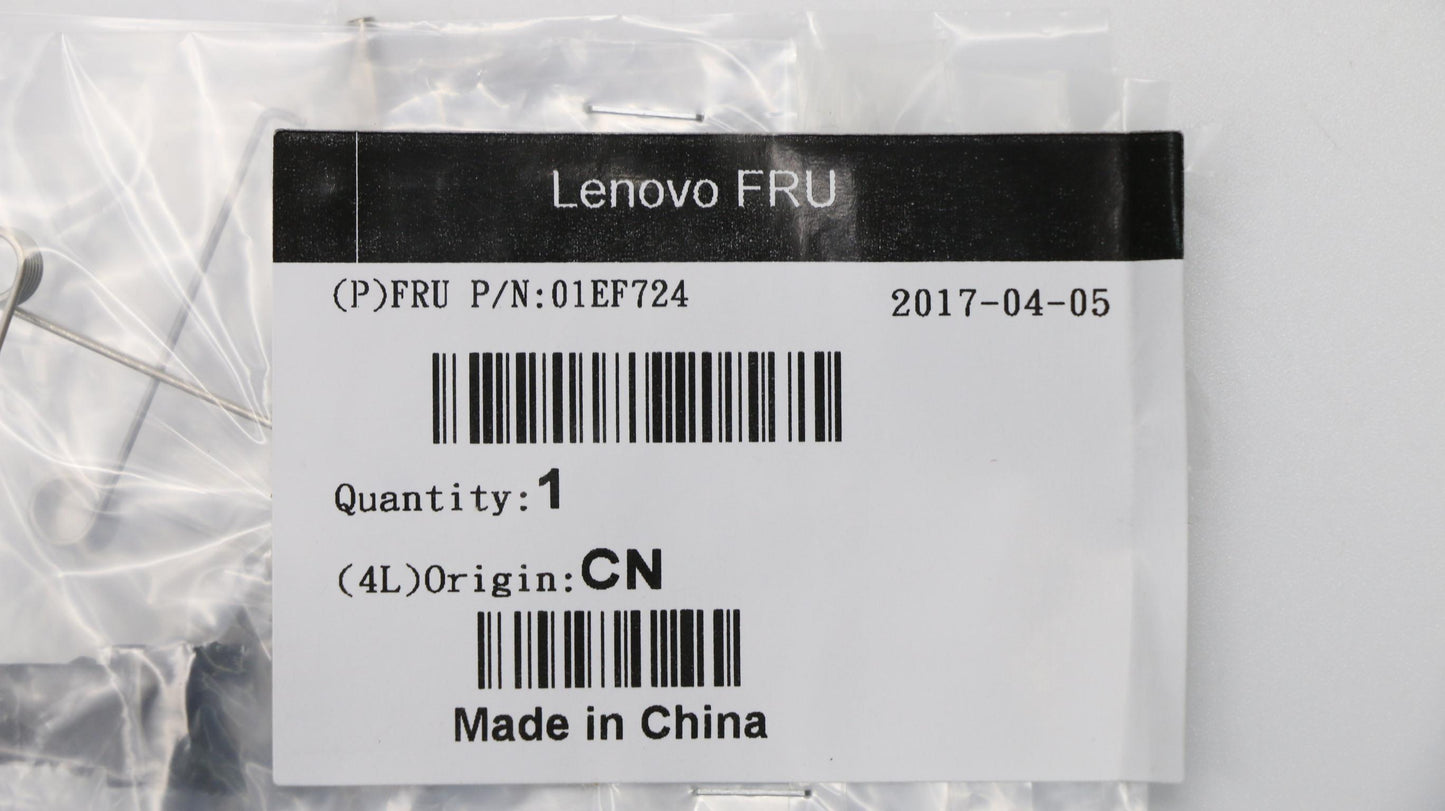 Lenovo FRU
(P)FRU P/N:01EF724
2017-04-05
Quantity:1
(4L)Origin:CN
Made in China